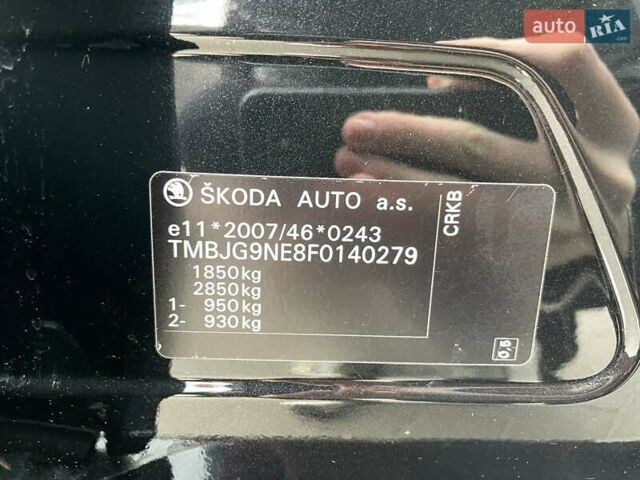 auto RIA
ŠKODA AUTO a.s.
e11*2007/46*0243
TMBJG9NE8F0140279
1850kg
2850kg
1- 950kg
2- 930kg
CRKB
0,5